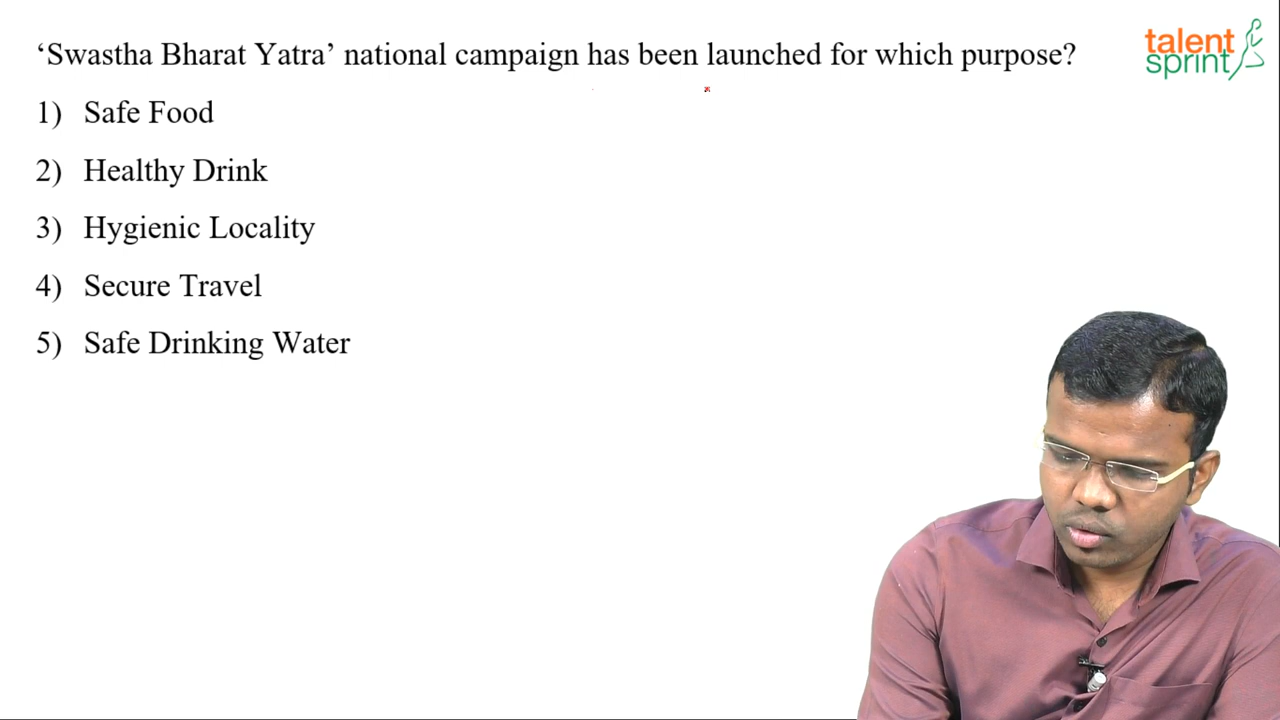 ‘Swastha Bharat Yatra’ national campaign has been launched for which purpose?
talent
sprint
1) Safe Food
2) Healthy Drink
3) Hygienic Locality
4) Secure Travel
5) Safe Drinking Water